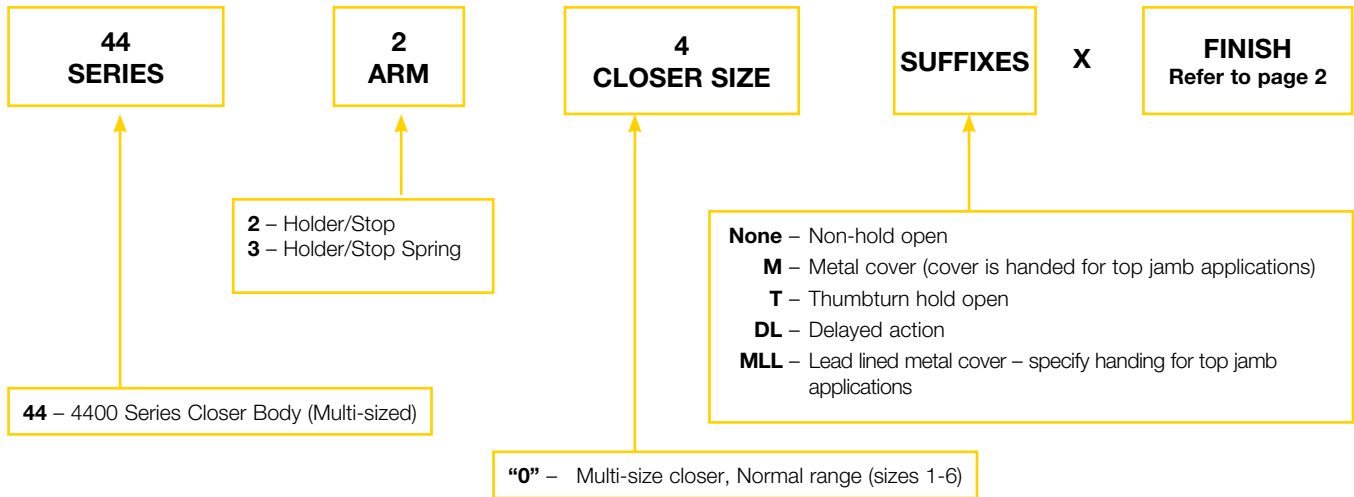 44
SERIES
2
ARM
4
CLOSER SIZE
SUFFIXES
X
FINISH
Refer to page 2
2 – Holder/Stop
3 – Holder/Stop Spring
None – Non-hold open
M – Metal cover (cover is handed for top jamb applications)
T – Thumbturn hold open
DL – Delayed action
MLL – Lead lined metal cover – specify handing for top jamb
applications
44 – 4400 Series Closer Body (Multi-sized)
“0” – Multi-size closer, Normal range (sizes 1-6)